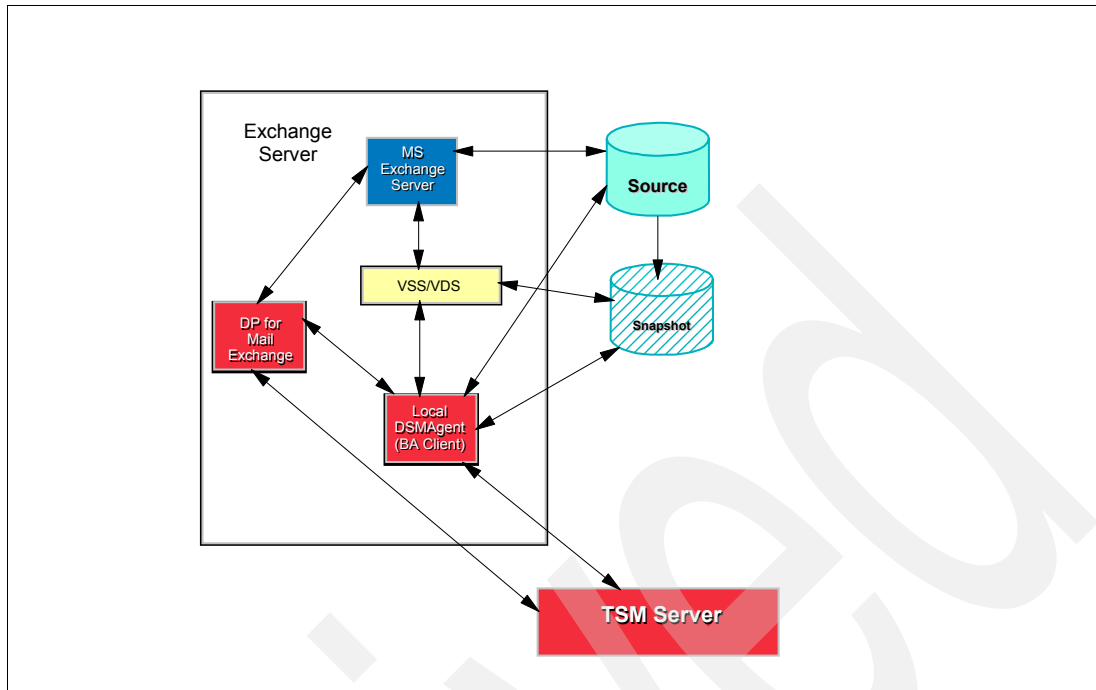 Exchange
Server
MS
Exchange
Server
Source
VSS/VDS
Snapshot
DP for
Mail
Exchange
Local
DSMAgent
(BA Client)
TSM Server